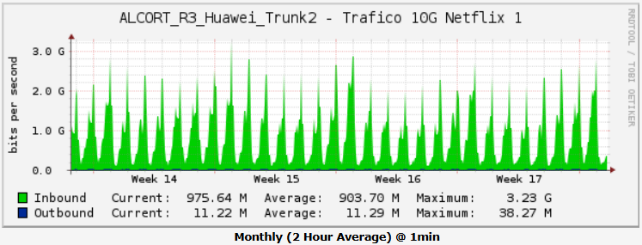 ALCORT_R3_Huawei_Trunk2 - Trafico 10G Netflix 1
RRDTOOL / TOBI OETIKER
bits per second
3.0 G
2.0 G
1.0 G
0.0
Week 14 Week 15 Week 16 Week 17
Inbound Current: 975.64 M Average: 903.70 M Maximum: 3.23 G
Outbound Current: 11.22 M Average: 11.29 M Maximum: 38.27 M
Monthly (2 Hour Average) @ 1min